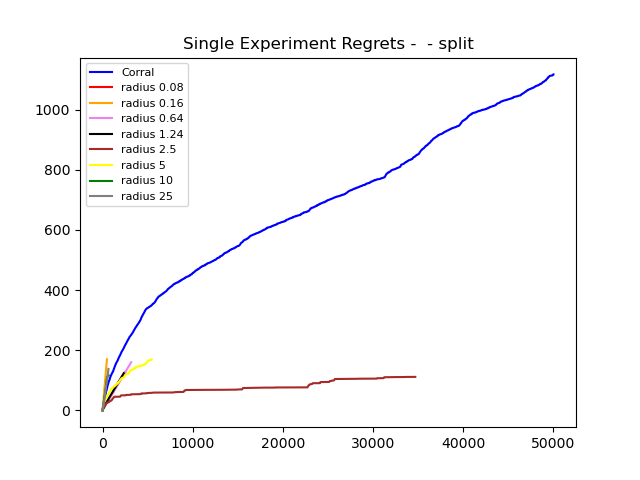 Single Experiment Regrets -  - split
Corral
radius 0.08
radius 0.16
radius 0.64
radius 1.24
radius 2.5
radius 5
radius 10
radius 25
1000
800
600
400
200
0
0 10000 20000 30000 40000 50000